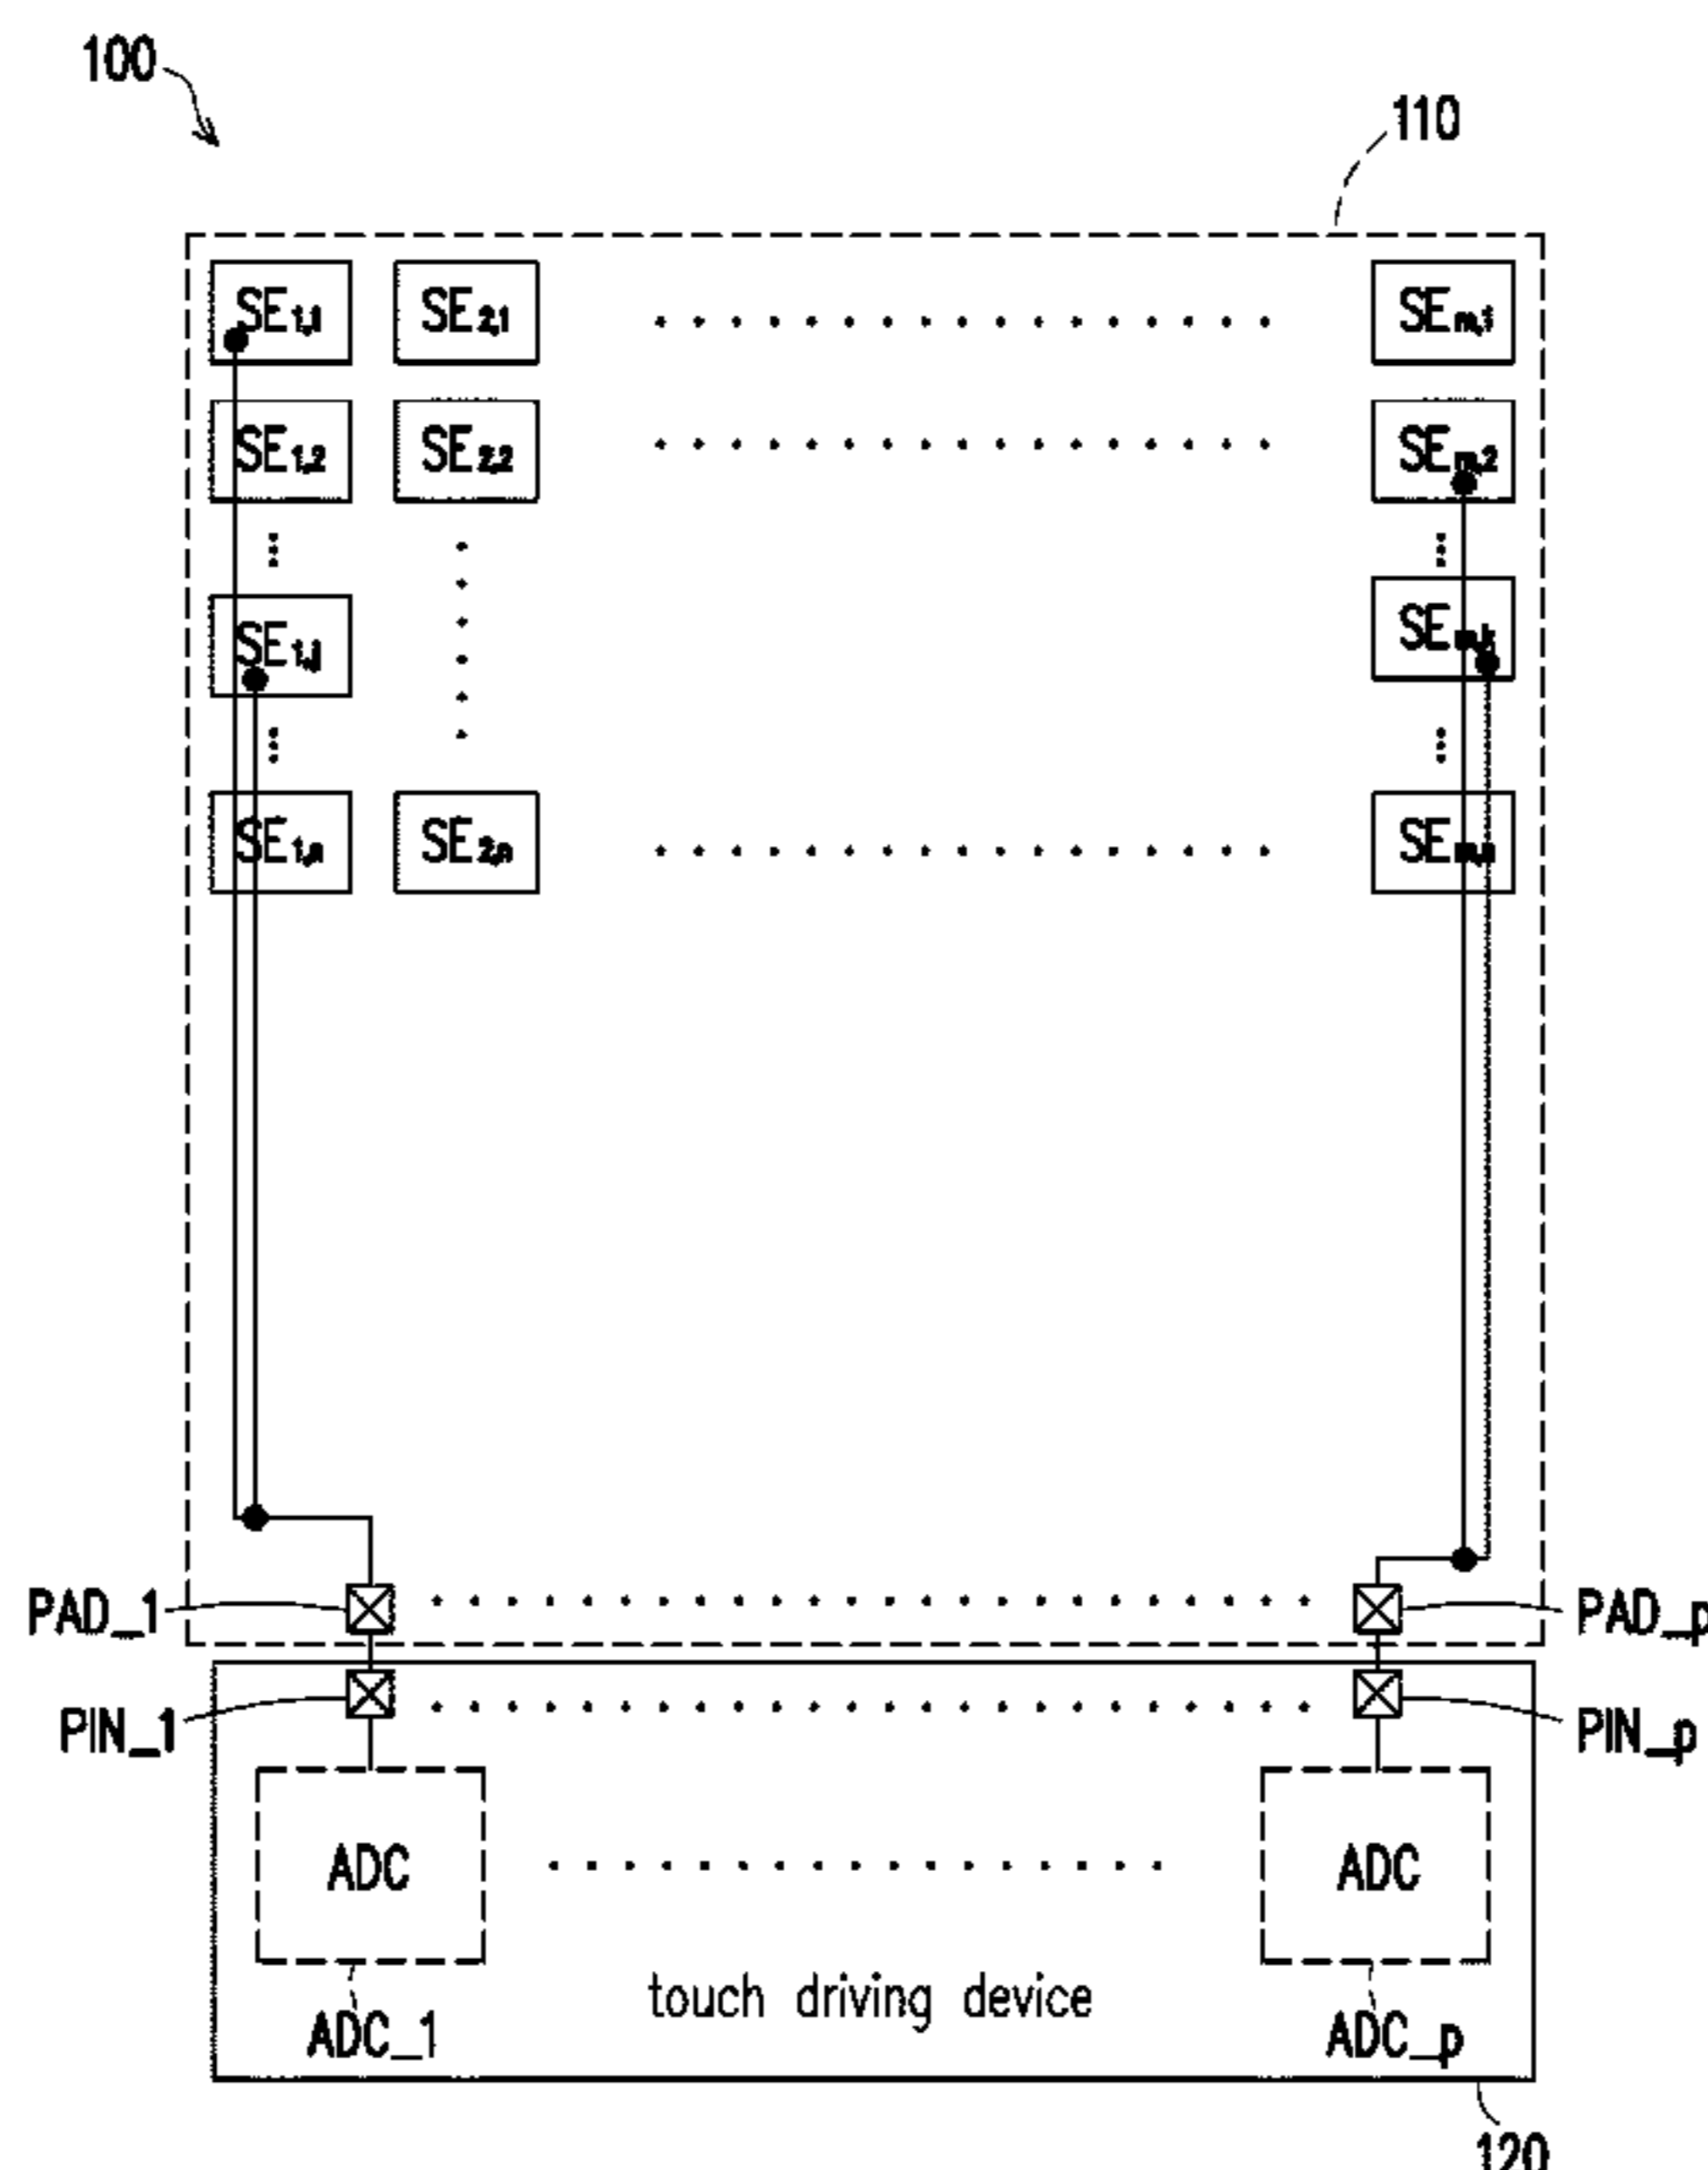 100
110
SE1,1 SE2,1 SEm,1
SE1,2 SE2,2 SEm,2
SE1,j
SE1,n SE2,n SEm,n
PAD_1 PAD_p
PIN_1 PIN_p
ADC ADC
touch driving device
ADC_1 ADC_p
120